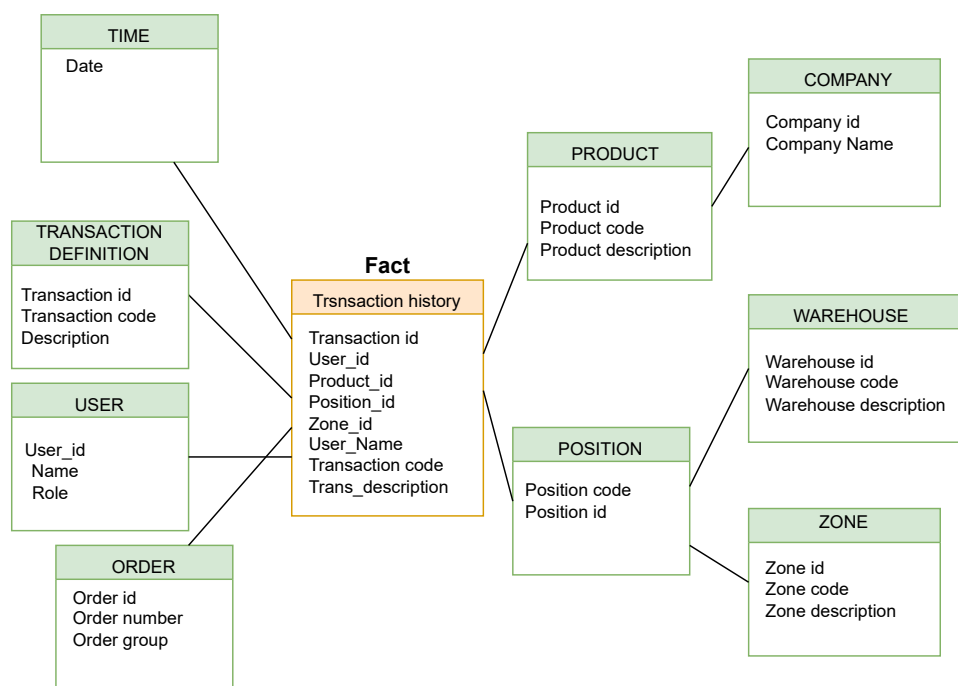 TIME
Date
TRANSACTION
DEFINITION
Transaction id
Transaction code
Description
USER
User_id
Name
Role
ORDER
Order id
Order number
Order group
Fact
Trsnsaction history
Transaction id
User_id
Product_id
Position_id
Zone_id
User_Name
Transaction code
Trans_description
PRODUCT
Product id
Product code
Product description
POSITION
Position code
Position id
COMPANY
Company id
Company Name
WAREHOUSE
Warehouse id
Warehouse code
Warehouse description
ZONE
Zone id
Zone code
Zone description